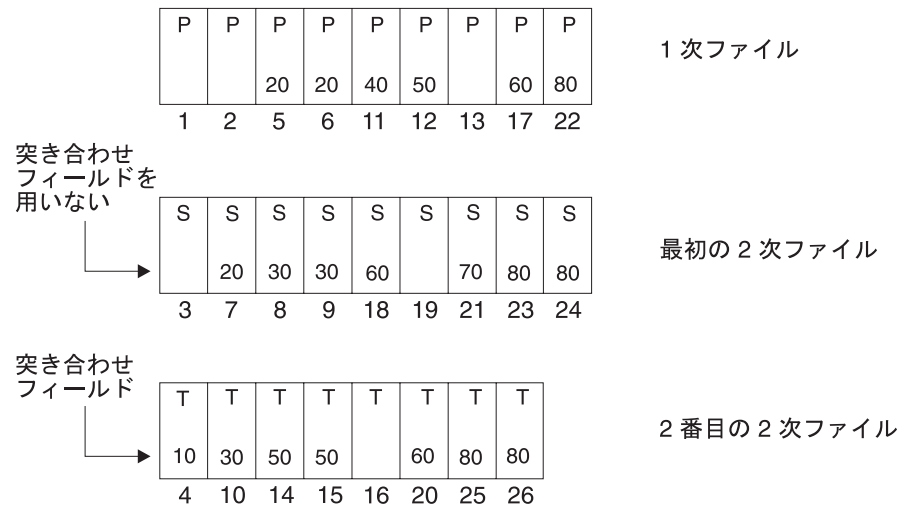 P P P P P P P P P
20 20 40 50 60 80
1 2 5 6 11 12 13 17 22
1 次ファイル
突き合わせ
フィールドを
用いない
S S S S S S S S S
20 30 30 60 70 80 80
3 7 8 9 18 19 21 23 24
最初の 2 次ファイル
突き合わせ
フィールド
T T T T T T T T
10 30 50 50 60 80 80
4 10 14 15 16 20 25 26
2 番目の 2 次ファイル